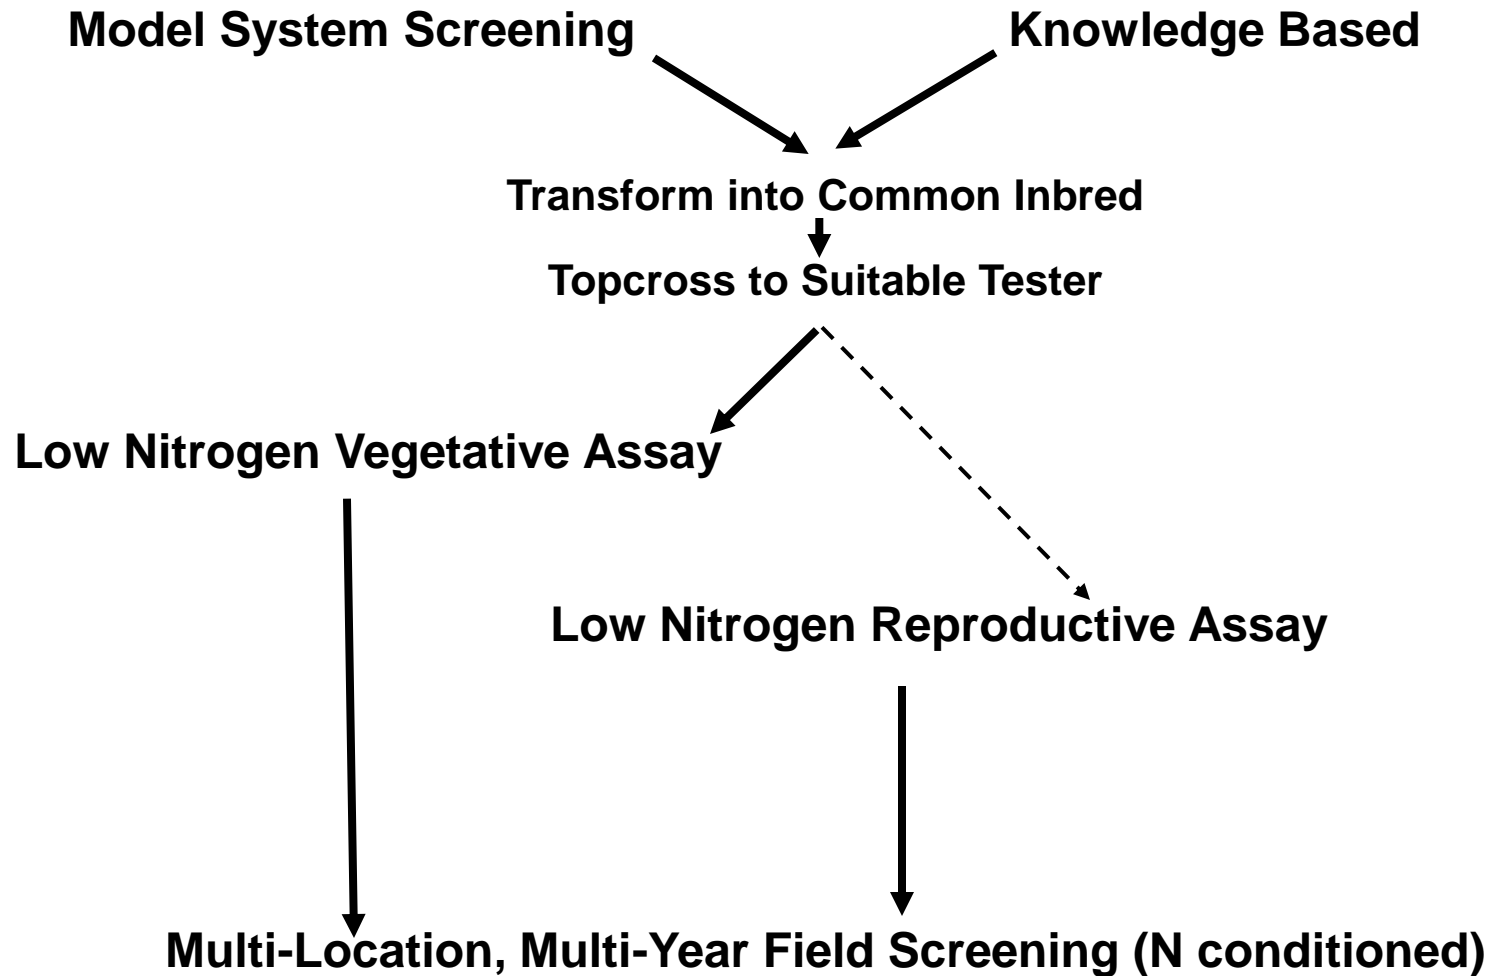 Model System Screening
Knowledge Based
Transform into Common Inbred
Topcross to Suitable Tester
Low Nitrogen Vegetative Assay
Low Nitrogen Reproductive Assay
Multi-Location, Multi-Year Field Screening (N conditioned)